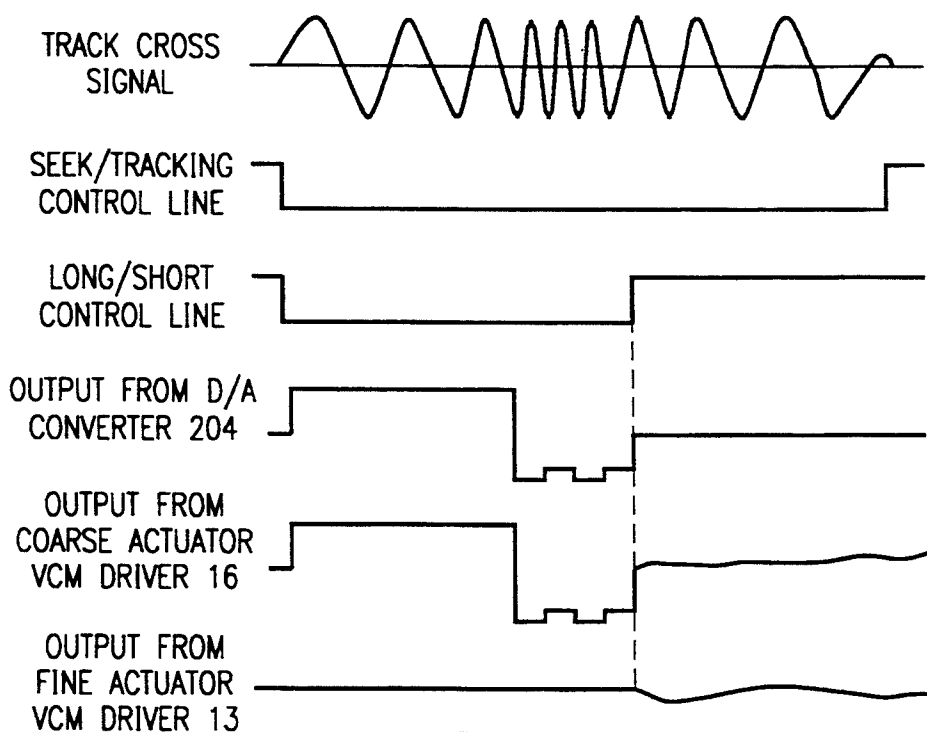 TRACK CROSS
SIGNAL
SEEK/TRACKING
CONTROL LINE
LONG/SHORT
CONTROL LINE
OUTPUT FROM D/A
CONVERTER 204
OUTPUT FROM
COARSE ACTUATOR
VCM DRIVER 16
OUTPUT FROM
FINE ACTUATOR
VCM DRIVER 13